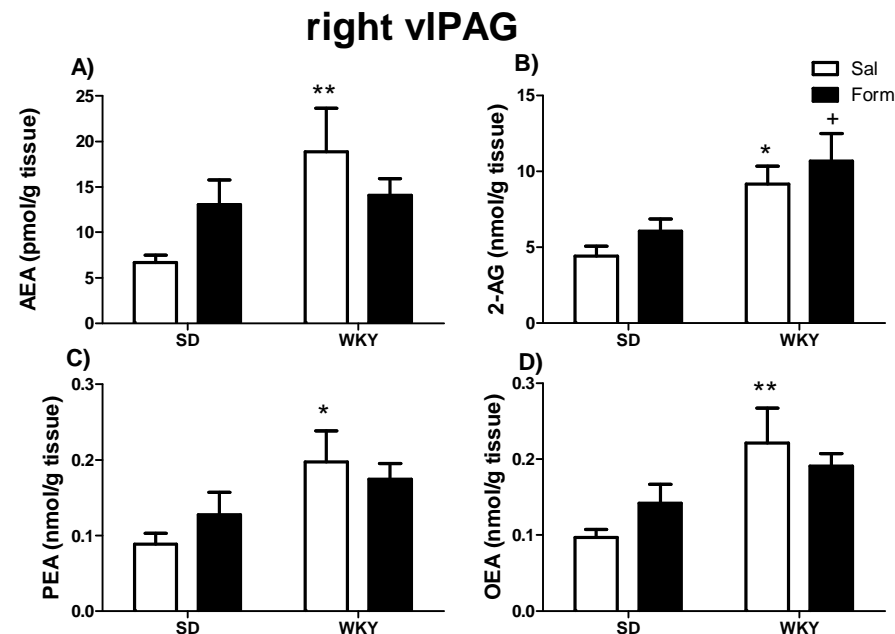 right vlPAG
A)
**
AEA (pmol/g tissue)
25
20
15
10
5
0
SD
WKY
B)
Sal
Form
*
+
2-AG (nmol/g tissue)
15
10
5
0
SD
WKY
C)
*
PEA (nmol/g tissue)
0.3
0.2
0.1
0.0
SD
WKY
D)
**
OEA (nmol/g tissue)
0.3
0.2
0.1
0.0
SD
WKY